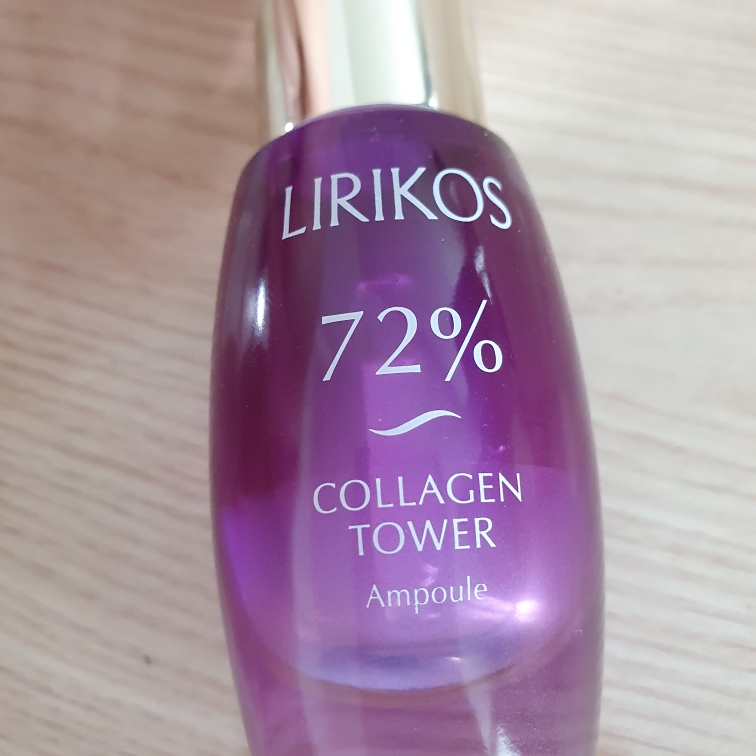 LIRIKOS
72%
COLLAGEN
TOWER
Ampoule